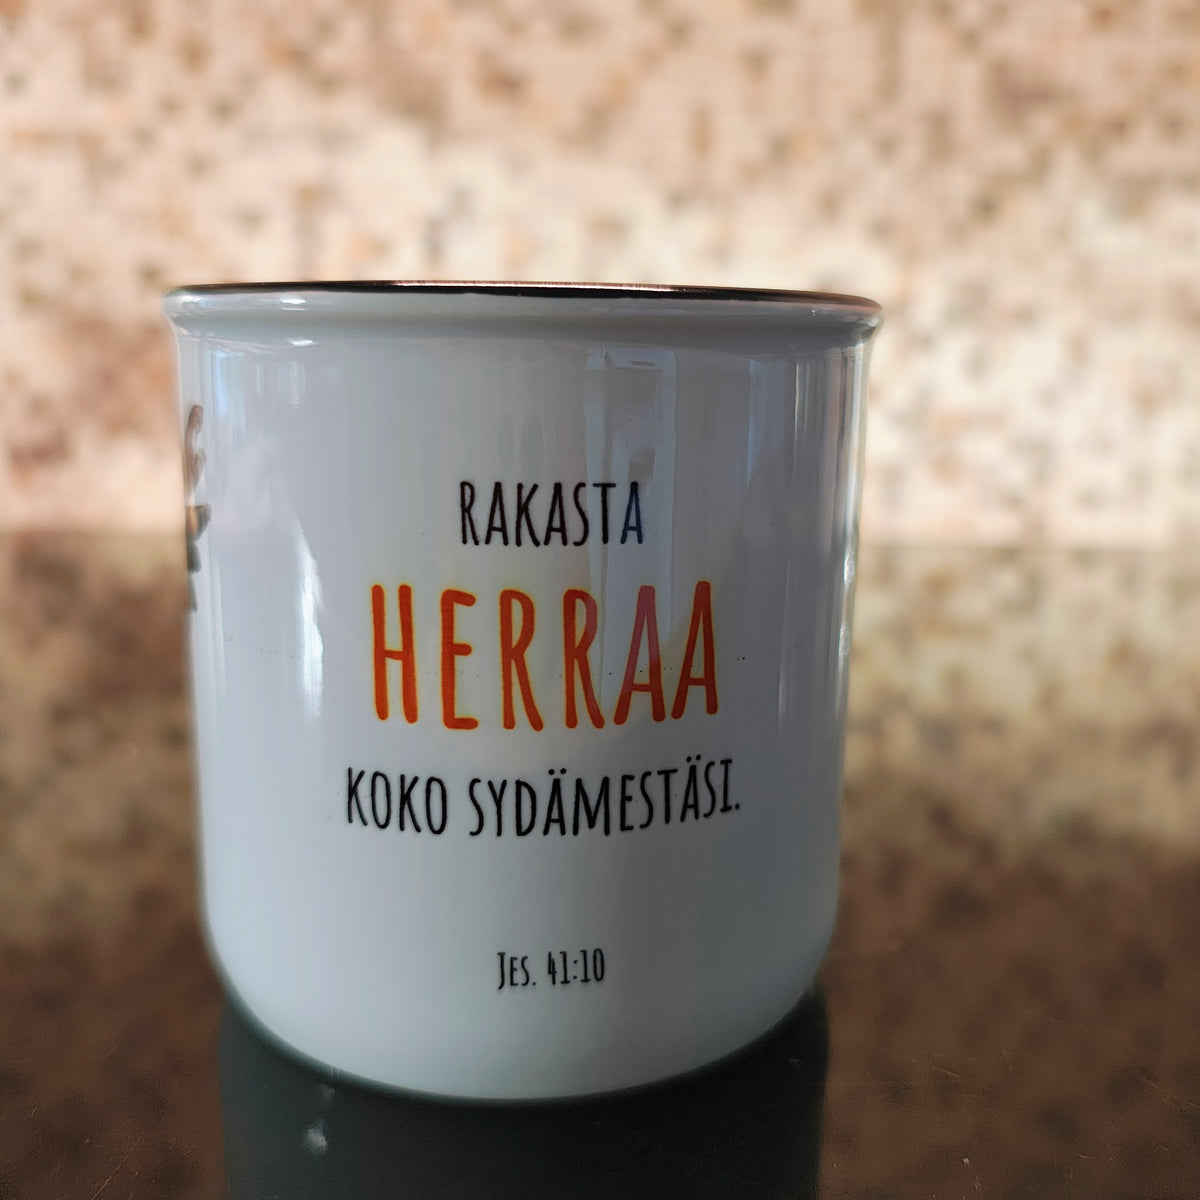 RAKASTA
HERRAA
KOKO SYDÄMESTÄSI.
JES. 41:10